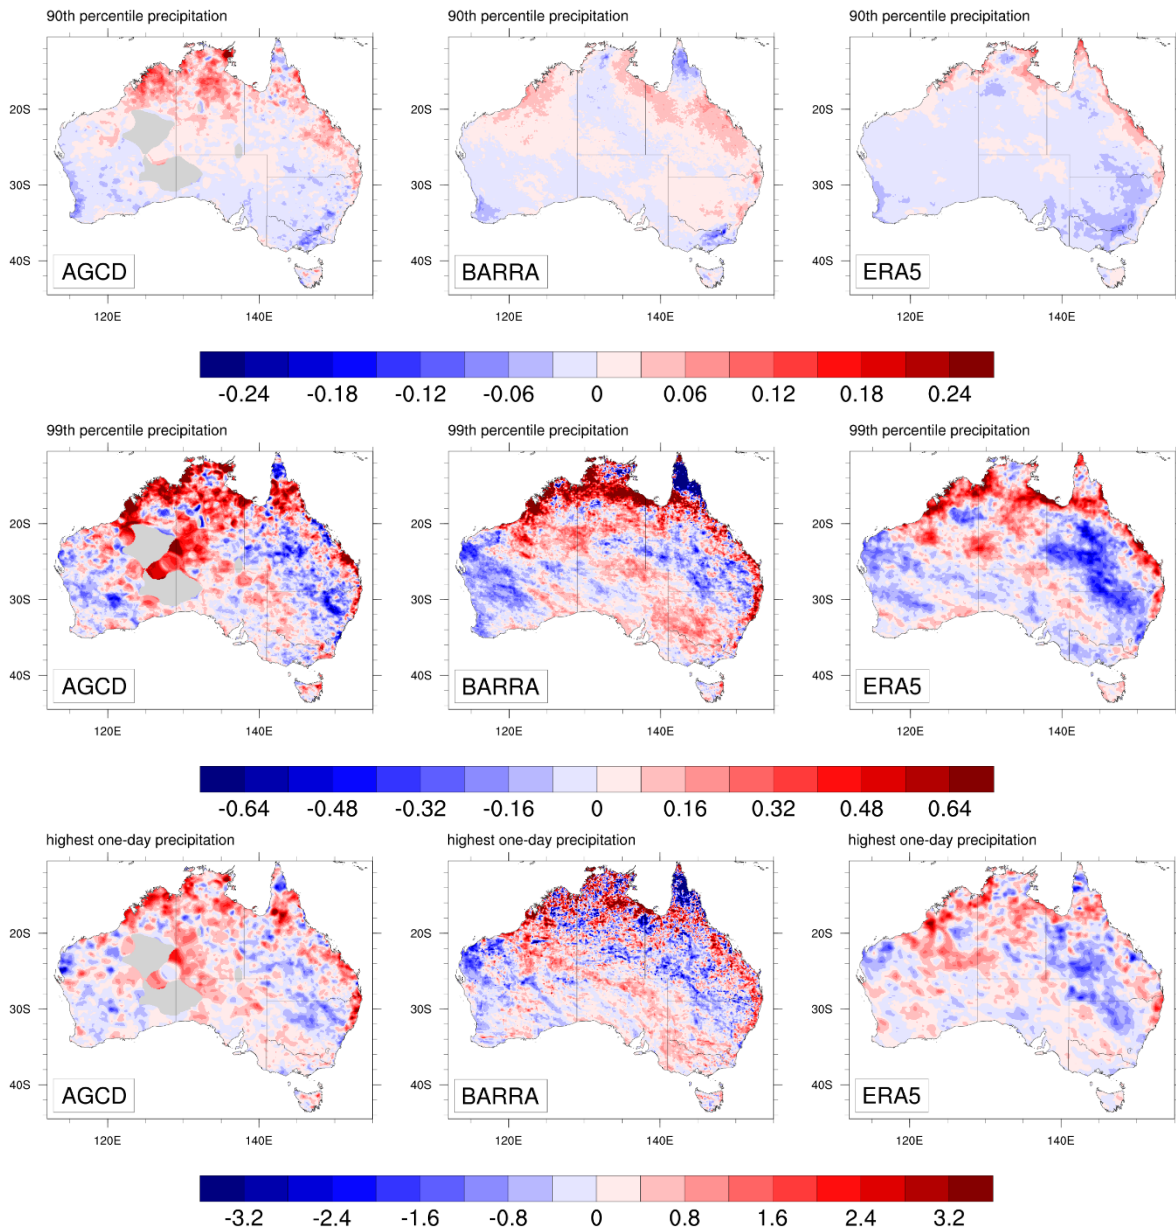 90th percentile precipitation 90th percentile precipitation 90th percentile precipitation
20S 20S 20S
30S 30S 30S
40S 40S 40S
AGCD BARRA ERA5
120E 140E 120E 140E 120E 140E
-0.24 -0.18 -0.12 -0.06 0 0.06 0.12 0.18 0.24
99th percentile precipitation 99th percentile precipitation 99th percentile precipitation
20S 20S 20S
30S 30S 30S
40S 40S 40S
AGCD BARRA ERA5
120E 140E 120E 140E 120E 140E
-0.64 -0.48 -0.32 -0.16 0 0.16 0.32 0.48 0.64
highest one-day precipitation highest one-day precipitation highest one-day precipitation
20S 20S 20S
30S 30S 30S
40S 40S 40S
AGCD BARRA ERA5
120E 140E 120E 140E 120E 140E
-3.2 -2.4 -1.6 -0.8 0 0.8 1.6 2.4 3.2